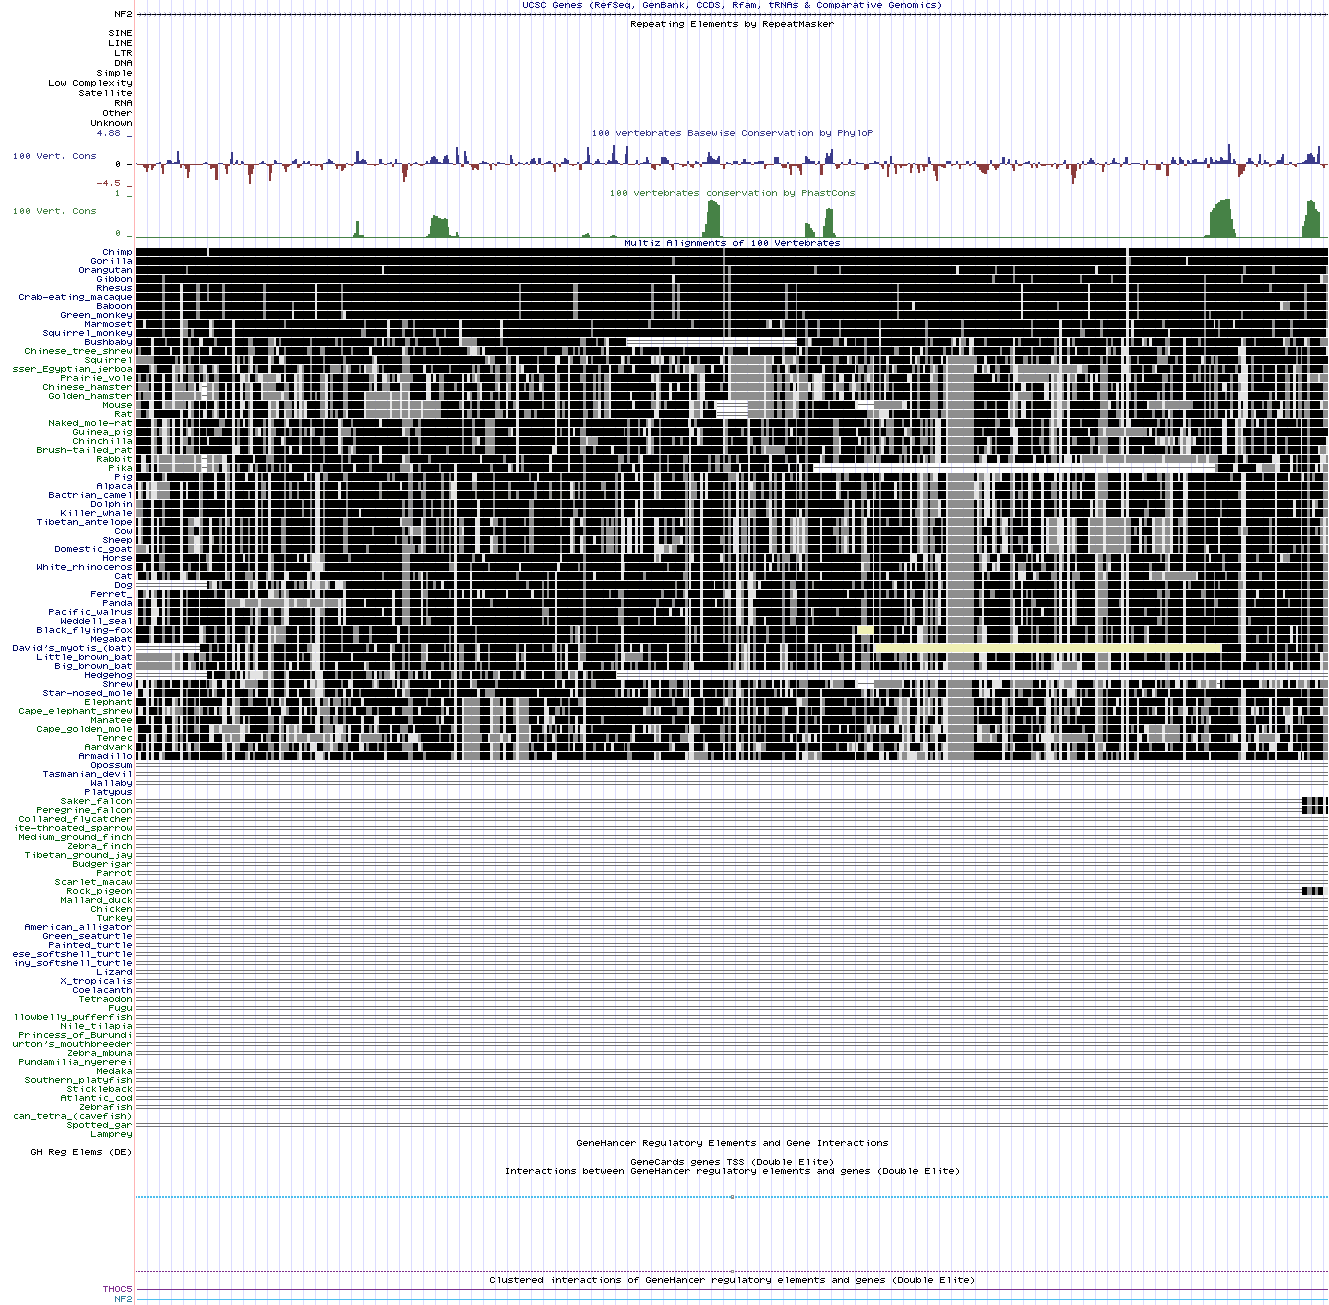 UCSC Genes (RefSeq, GenBank, CCDS, Rfam, tRNAs & Comparative Genomics)
NF2
Repeating Elements by RepeatMasker
SINE
LINE
LTR
DNA
Simple
Low Complexity
Satellite
RNA
Other
Unknown
4.88 _
100 vertebrates Basewise Conservation by PhyloP
100 Vert. Cons
0 _
-4.5 _
1 _
100 vertebrates conservation by PhastCons
100 Vert. Cons
0 _
Multiz Alignments of 100 Vertebrates
Chimp
Gorilla
Orangutan
Gibbon
Rhesus
Crab-eating_macaque
Baboon
Green_monkey
Marmoset
Squirrel_monkey
Bushbaby
Chinese_tree_shrew
Squirrel
sser_Egyptian_jerboa
Prairie_vole
Chinese_hamster
Golden_hamster
Mouse
Rat
Naked_mole-rat
Guinea_pig
Chinchilla
Brush-tailed_rat
Rabbit
Pika
Pig
Alpaca
Bactrian_camel
Dolphin
Killer_whale
Tibetan_antelope
Cow
Sheep
Domestic_goat
Horse
White_rhinoceros
Cat
Dog
Ferret_
Panda
Pacific_walrus
Weddell_seal
Black_flying-fox
Megabat
David's_myotis_(bat)
Little_brown_bat
Big_brown_bat
Hedgehog
Shrew
Star-nosed_mole
Elephant
Cape_elephant_shrew
Manatee
Cape_golden_mole
Tenrec
Aardvark
Armadillo
Opossum
Tasmanian_devil
Wallaby
Platypus
Saker_falcon
Peregrine_falcon
Collared_flycatcher
ite-throated_sparrow
Medium_ground_finch
Zebra_finch
Tibetan_ground_jay
Budgerigar
Parrot
Scarlet_macaw
Rock_pigeon
Mallard_duck
Chicken
Turkey
American_alligator
Green_seaturtle
Painted_turtle
ese_softshell_turtle
iny_softshell_turtle
Lizard
X_tropicalis
Coelacanth
Tetraodon
Fugu
llowbelly_pufferfish
Nile_tilapia
Princess_of_Burundi
urton's_mouthbreeder
Zebra_mbuna
Pundamilia_nyererei
Medaka
Southern_platyfish
Stickleback
Atlantic_cod
Zebrafish
can_tetra_(cavefish)
Spotted_gar
Lamprey
GeneHancer Regulatory Elements and Gene Interactions
GH Reg Elems (DE)
GeneCards genes TSS (Double Elite)
Interactions between GeneHancer regulatory elements and genes (Double Elite)
Clustered interactions of GeneHancer regulatory elements and genes (Double Elite)
THOC5
NF2